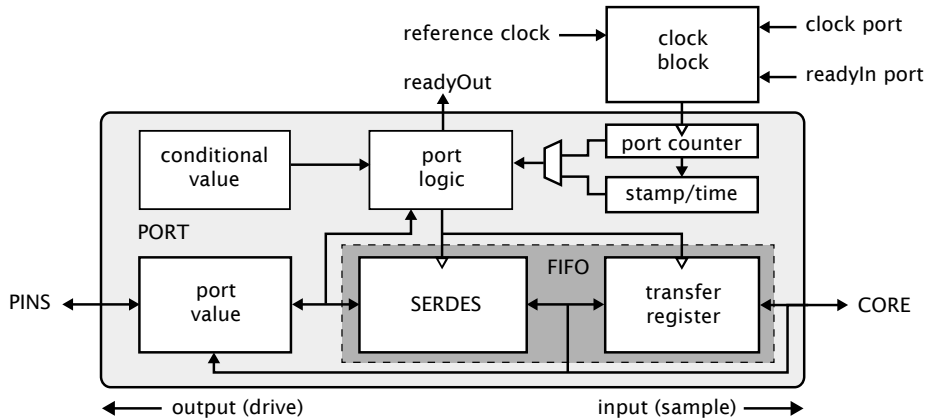 reference clock
clock
block
clock port
readyIn port
readyOut
conditional
value
port
logic
port counter
stamp/time
PORT
FIFO
PINS
port
value
SERDES
transfer
register
CORE
output (drive)
input (sample)